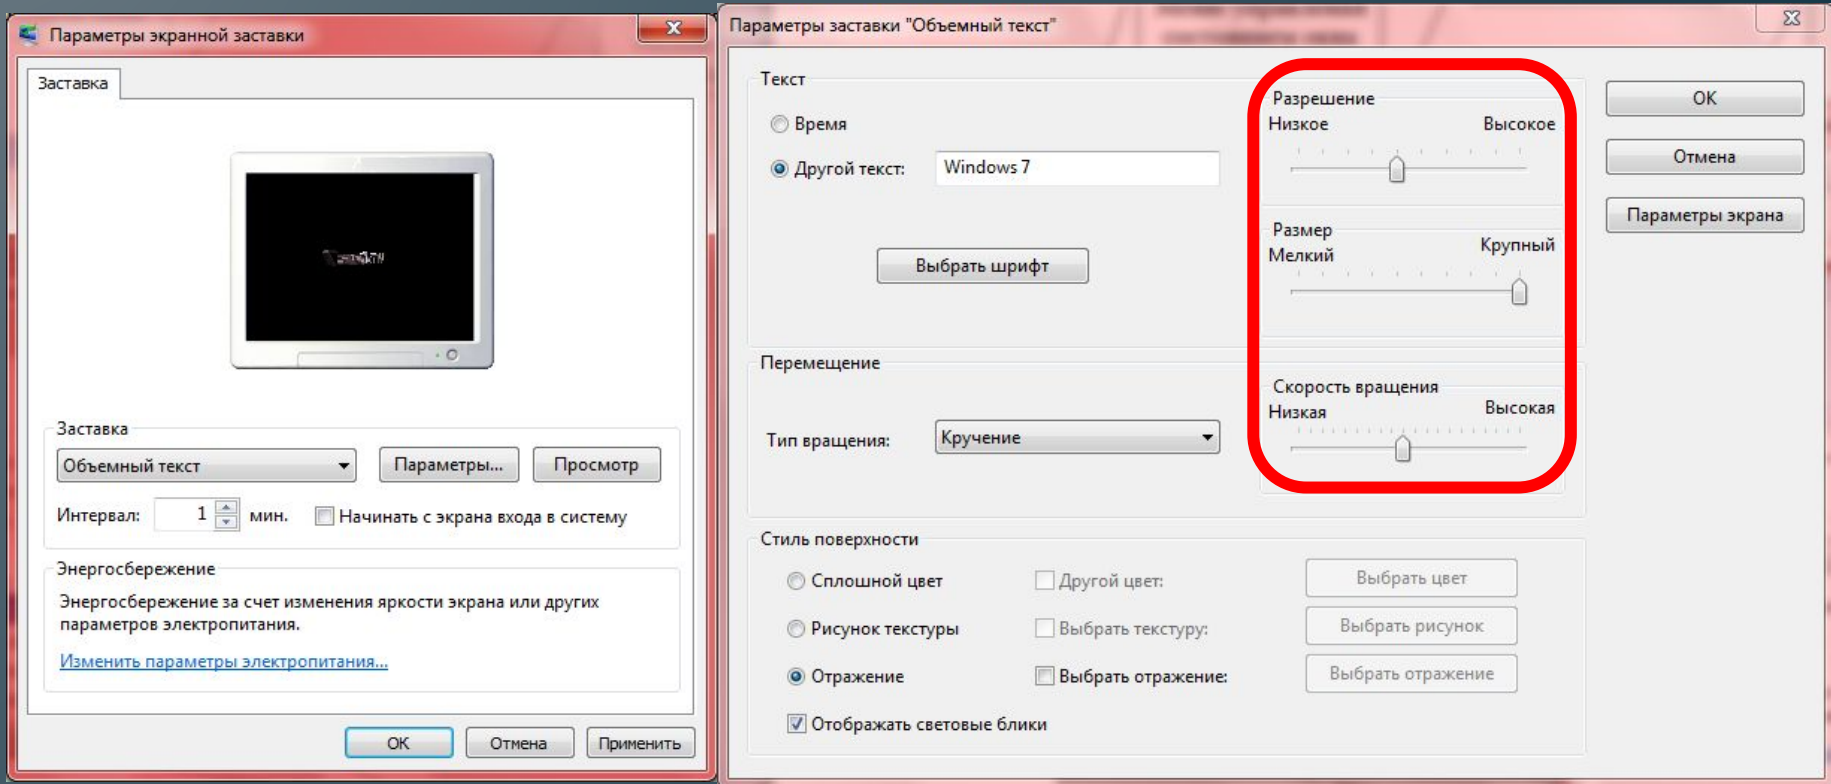 Параметры экранной заставки
Заставка
Заставка
Объемный текст
Параметры...
Просмотр
Интервал:
1
мин.
Начинать с экрана входа в систему
Энергосбережение
Энергосбережение за счет изменения яркости экрана или других
параметров электропитания.
Изменить параметры электропитания...
ОК
Отмена
Применить
Параметры заставки "Объемный текст"
Текст
Время
Другой текст:
Windows 7
Выбрать шрифт
Разрешение
Низкое
Высокое
Размер
Мелкий
Крупный
ОК
Отмена
Параметры экрана
Перемещение
Тип вращения:
Кручение
Скорость вращения
Низкая
Высокая
Стиль поверхности
Сплошной цвет
Другой цвет:
Выбрать цвет
Рисунок текстуры
Выбрать текстуру:
Выбрать рисунок
Отражение
Выбрать отражение:
Выбрать отражение
Отображать световые блики